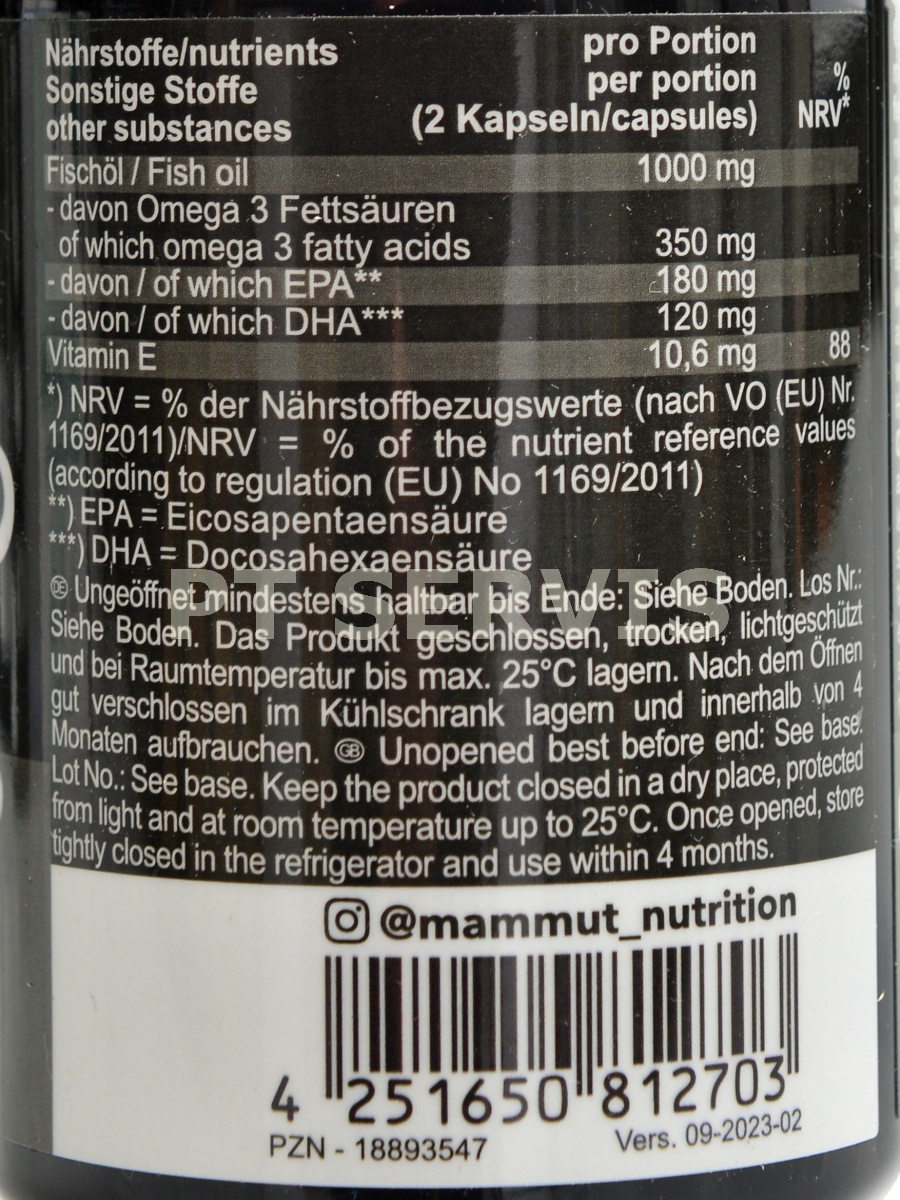 Nährstoffe/nutrients pro Portion
Sonstige Stoffe per portion %
other substances (2 Kapseln/capsules) NRV*
Fischöl / Fish oil 1000 mg
- davon Omega 3 Fettsäuren
of which omega 3 fatty acids 350 mg
- davon / of which EPA** 180 mg
- davon / of which DHA*** 120 mg
Vitamin E 10,6 mg 88
*) NRV = % der Nährstoffbezugswerte (nach VO (EU) Nr.
1169/2011)/NRV = % of the nutrient reference values
(according to regulation (EU) No 1169/2011)
**) EPA = Eicosapentaensäure
***) DHA = Docosahexaensäure
PT SERVIS
DE Ungeöffnet mindestens haltbar bis Ende: Siehe Boden. Los Nr.:
Siehe Boden. Das Produkt geschlossen, trocken, lichtgeschützt
und bei Raumtemperatur bis max. 25°C lagern. Nach dem Öffnen
gut verschlossen im Kühlschrank lagern und innerhalb von 4
Monaten aufbrauchen. GB Unopened best before end: See base.
Lot No.: See base. Keep the product closed in a dry place, protected
from light and at room temperature up to 25°C. Once opened, store
tightly closed in the refrigerator and use within 4 months.
@mammut_nutrition
4 251650 812703
PZN - 18893547 Vers. 09-2023-02